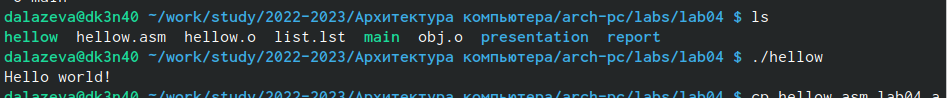 dalazeva@dk3n40 ~/work/study/2022-2023/Архитектура компьютера/arch-pc/labs/lab04 $ ls
hellow hellow.asm hellow.o list.lst main obj.o presentation report
dalazeva@dk3n40 ~/work/study/2022-2023/Архитектура компьютера/arch-pc/labs/lab04 $ ./hellow
Hello world!
dalazeva@dk3n40 ~/work/study/2022-2023/Архитектура компьютера/arch-pc/labs/lab04 $ cp hellow.asm lab04.a